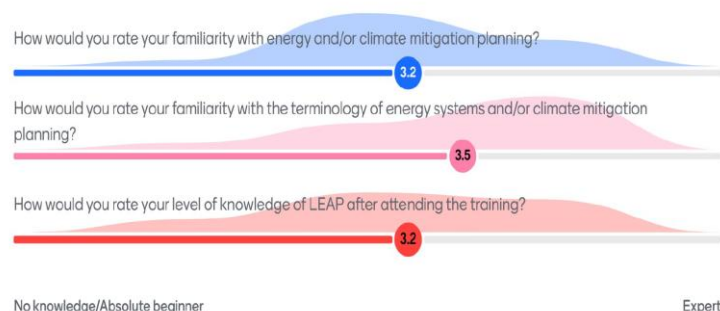 How would you rate your familiarity with energy and/or climate mitigation planning?
3.2
How would you rate your familiarity with the terminology of energy systems and/or climate mitigation
planning?
3.5
How would you rate your level of knowledge of LEAP after attending the training?
3.2
No knowledge/Absolute beginner
Expert